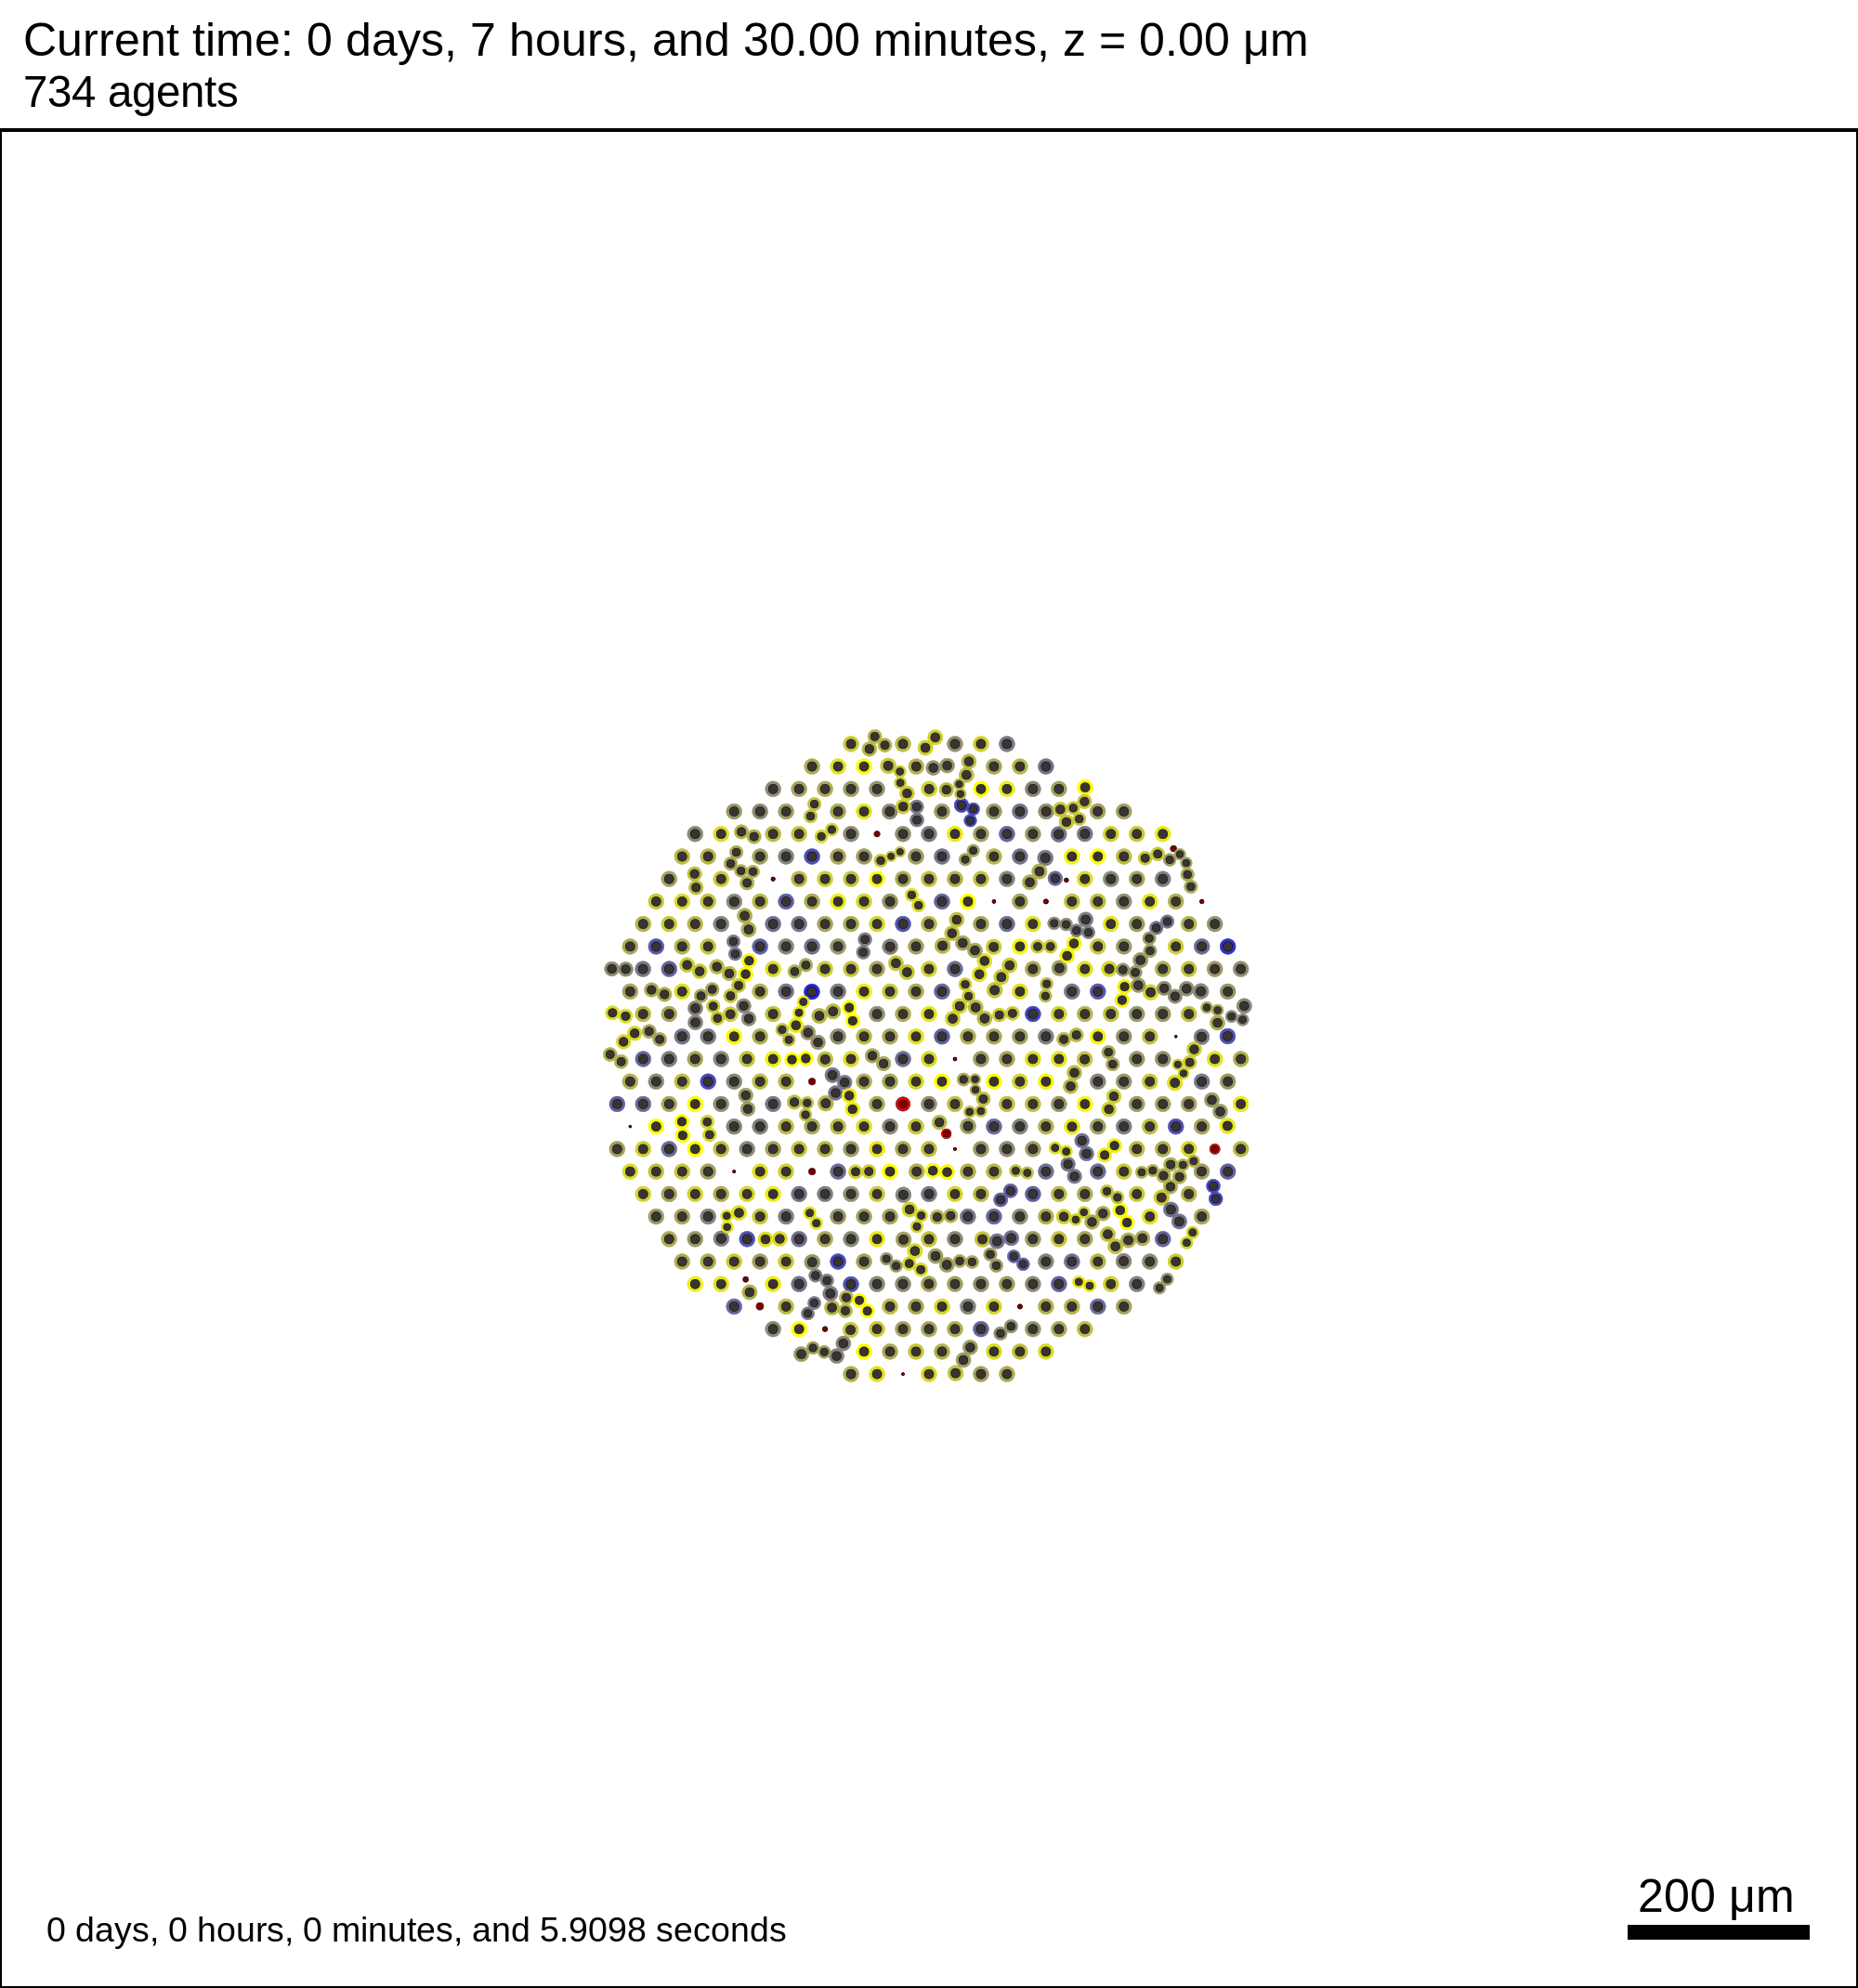 Current time: 0 days, 7 hours, and 30.00 minutes, z = 0.00 μm
734 agents
200 μm
0 days, 0 hours, 0 minutes, and 5.9098 seconds